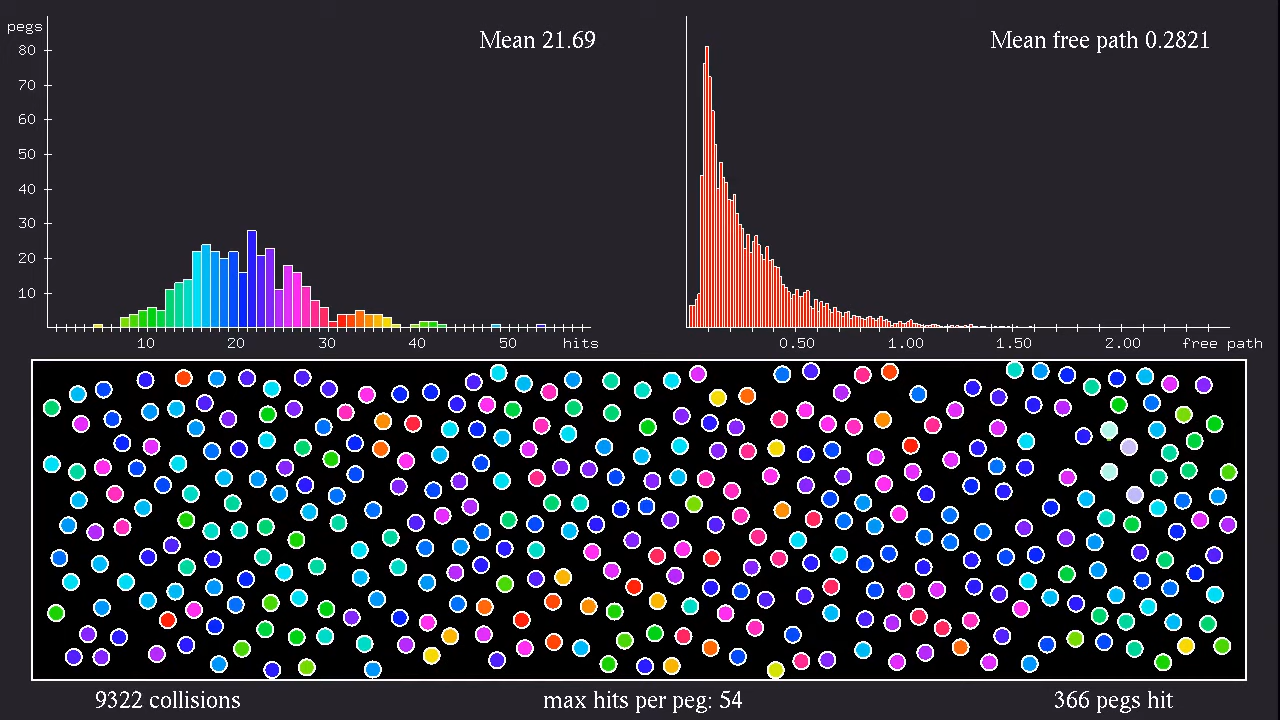 pegs
Mean 21.69
80
70
60
50
40
30
20
10
10 20 30 40 50 hits
Mean free path 0.2821
0.50 1.00 1.50 2.00 free path
9322 collisions
max hits per peg: 54
366 pegs hit